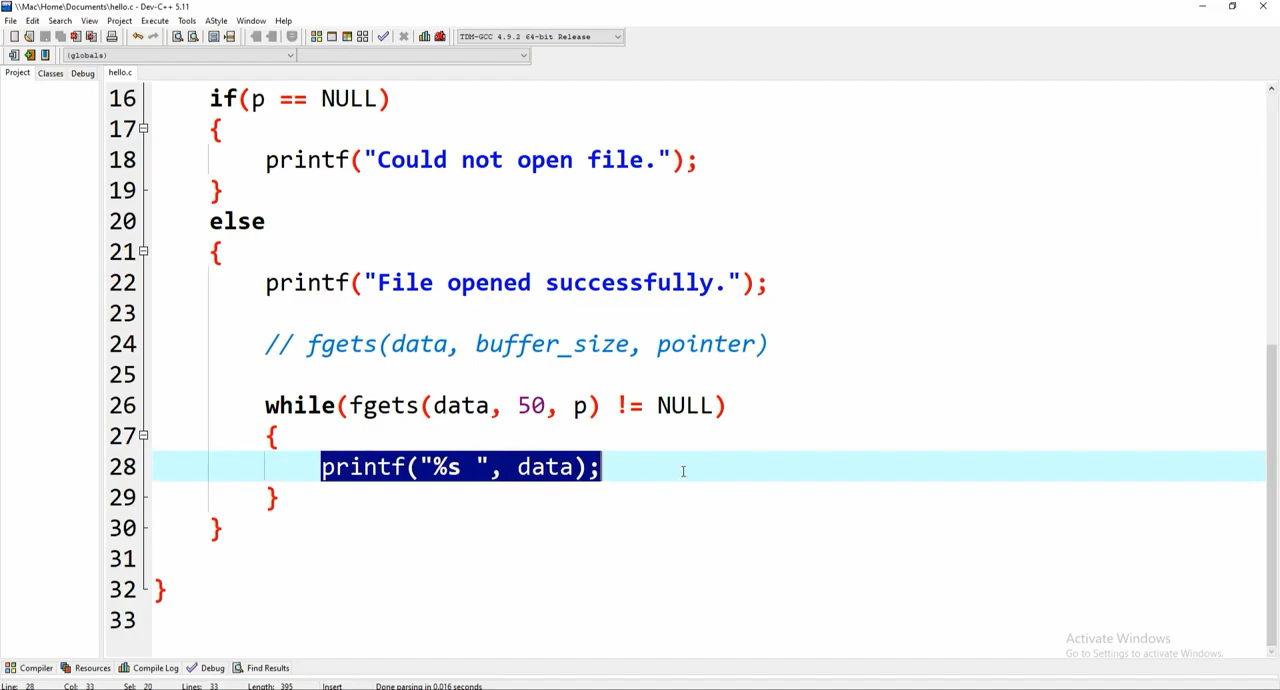 \\Mac\Home\Documents\hello.c - Dev-C++ 5.11
File Edit Search View Project Execute Tools AStyle Window Help
TDM-GCC 4.9.2 64-bit Release
(globals)
Project Classes Debug hello.c
16 if(p == NULL)
17 {
18 printf("Could not open file.");
19 }
20 else
21 {
22 printf("File opened successfully.");
23
24 // fgets(data, buffer_size, pointer)
25
26 while(fgets(data, 50, p) != NULL)
27 {
28 printf("%s ", data);
29 }
30 }
31
32 }
33
Activate Windows
Go to Settings to activate Windows.
Compiler Resources Compile Log Debug Find Results
Line: 28 Col: 33 Sel: 20 Lines: 33 Length: 395 Insert Done parsing in 0.016 seconds